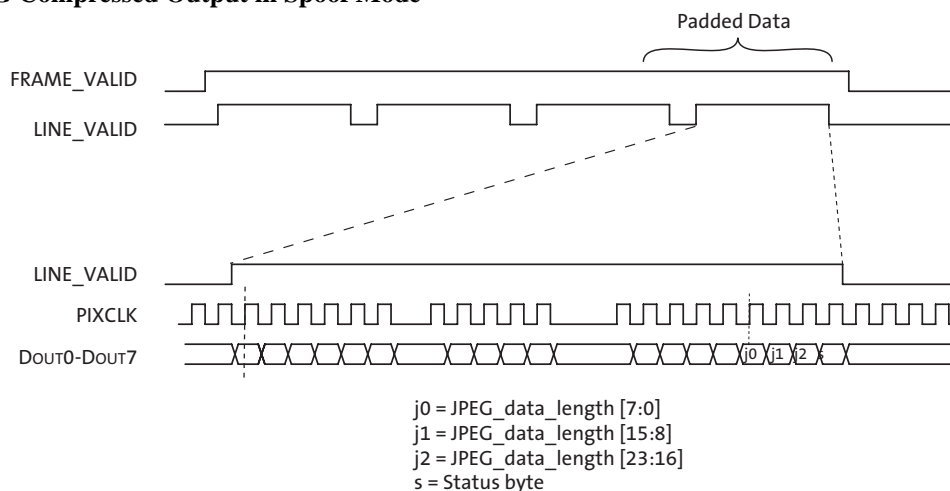 Compressed Output in Spoof Mode
Padded Data
FRAME_VALID
LINE_VALID
LINE_VALID
PIXCLK
DOUT0-DOUT7
j0 j1 j2 s
j0 = JPEG_data_length [7:0]
j1 = JPEG_data_length [15:8]
j2 = JPEG_data_length [23:16]
s = Status byte